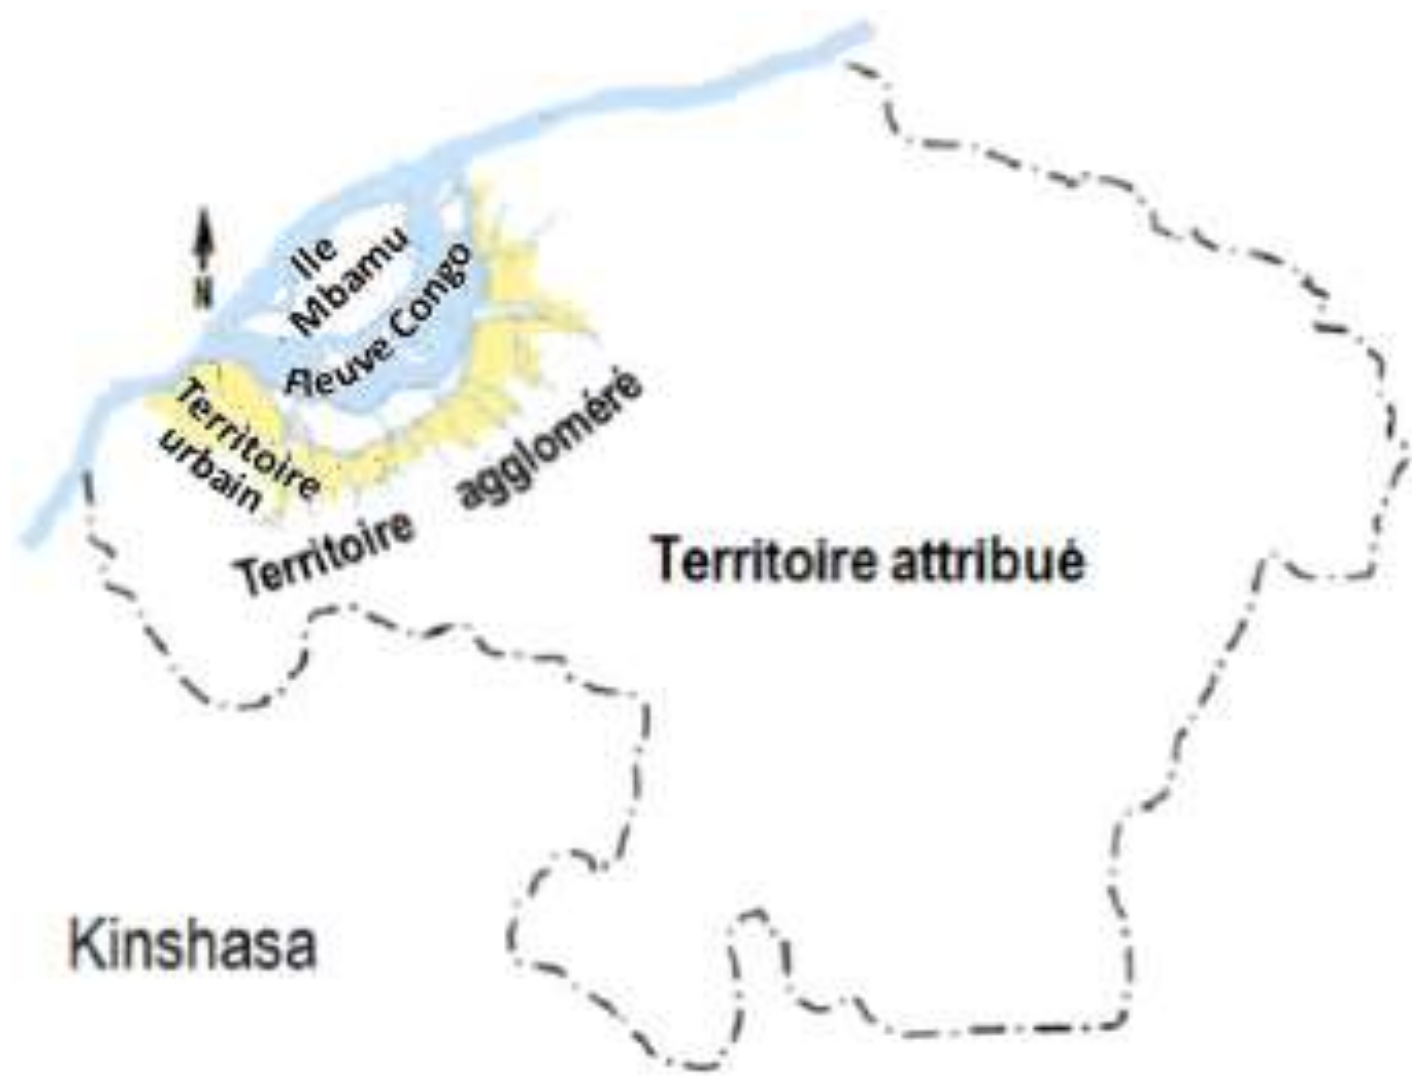 Ile
Mbamu
Fleuve Congo
N
Territoire
urbain
Territoire aggloméré
Territoire attribué
Kinshasa